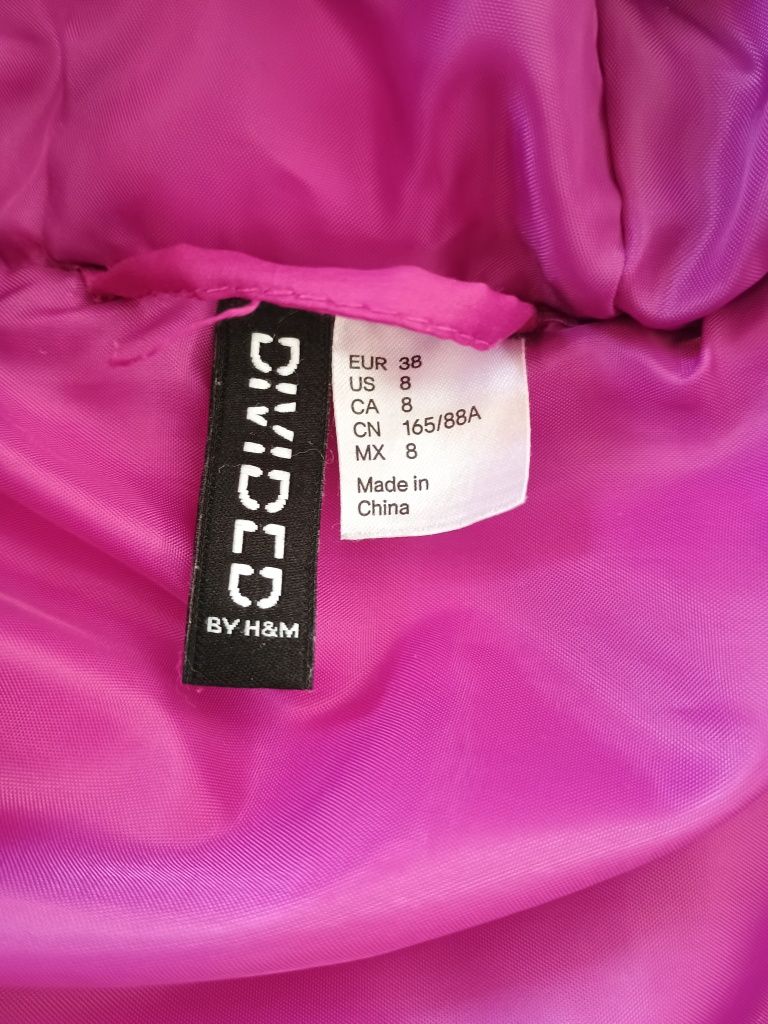 DIVIDED
BY H&M
EUR 38
US 8
CA 8
CN 165/88A
MX 8
Made in
China